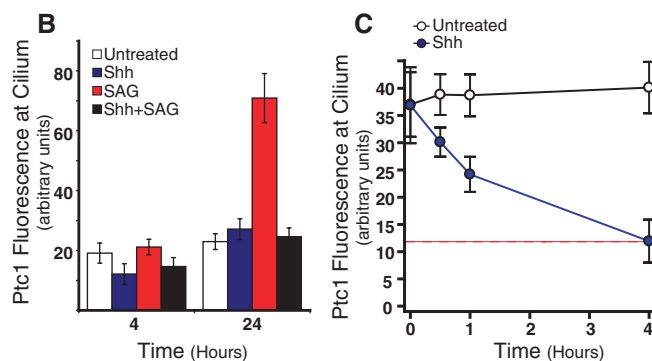 B
Ptc1 Fluorescence at Cilium
(arbitrary units)
80
60
40
20
Untreated
Shh
SAG
Shh+SAG
4
24
Time (Hours)
C
Untreated
Shh
Ptc1 Fluorescence at Cilium
(arbitrary units)
45
40
35
30
25
20
15
10
5
0
0
1
2
3
4
Time (Hours)